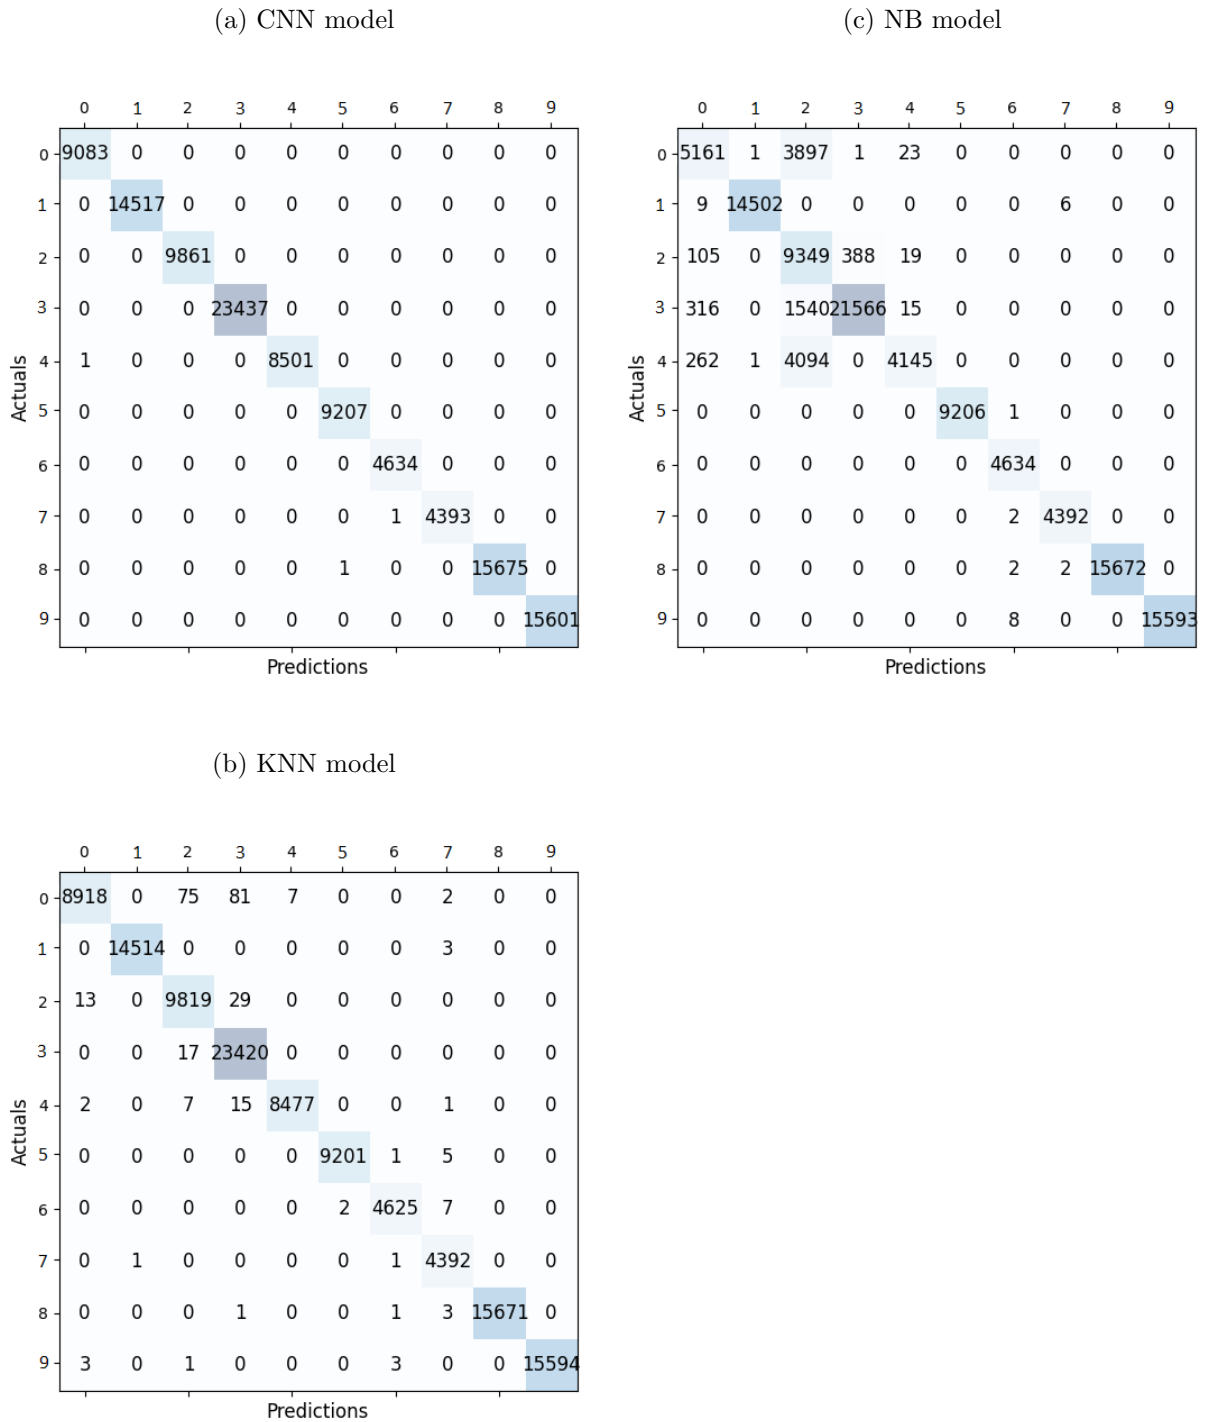 (a) CNN model
0 1 2 3 4 5 6 7 8 9
0 9083 0 0 0 0 0 0 0 0 0
1 0 14517 0 0 0 0 0 0 0 0
2 0 0 9861 0 0 0 0 0 0 0
3 0 0 0 23437 0 0 0 0 0 0
4 1 0 0 0 8501 0 0 0 0 0
5 0 0 0 0 0 9207 0 0 0 0
6 0 0 0 0 0 0 4634 0 0 0
7 0 0 0 0 0 0 1 4393 0 0
8 0 0 0 0 0 1 0 0 15675 0
9 0 0 0 0 0 0 0 0 0 15601
Actuals
Predictions
(c) NB model
0 1 2 3 4 5 6 7 8 9
0 5161 1 3897 1 23 0 0 0 0 0
1 9 14502 0 0 0 0 0 6 0 0
2 105 0 9349 388 19 0 0 0 0 0
3 316 0 1540 21566 15 0 0 0 0 0
4 262 1 4094 0 4145 0 0 0 0 0
5 0 0 0 0 0 9206 1 0 0 0
6 0 0 0 0 0 0 4634 0 0 0
7 0 0 0 0 0 0 2 4392 0 0
8 0 0 0 0 0 0 2 2 15672 0
9 0 0 0 0 0 0 8 0 0 15593
Actuals
Predictions
(b) KNN model
0 1 2 3 4 5 6 7 8 9
0 8918 0 75 81 7 0 0 2 0 0
1 0 14514 0 0 0 0 0 3 0 0
2 13 0 9819 29 0 0 0 0 0 0
3 0 0 17 23420 0 0 0 0 0 0
4 2 0 7 15 8477 0 0 1 0 0
5 0 0 0 0 0 9201 1 5 0 0
6 0 0 0 0 0 2 4625 7 0 0
7 0 1 0 0 0 0 1 4392 0 0
8 0 0 0 1 0 0 1 3 15671 0
9 3 0 1 0 0 0 3 0 0 15594
Actuals
Predictions